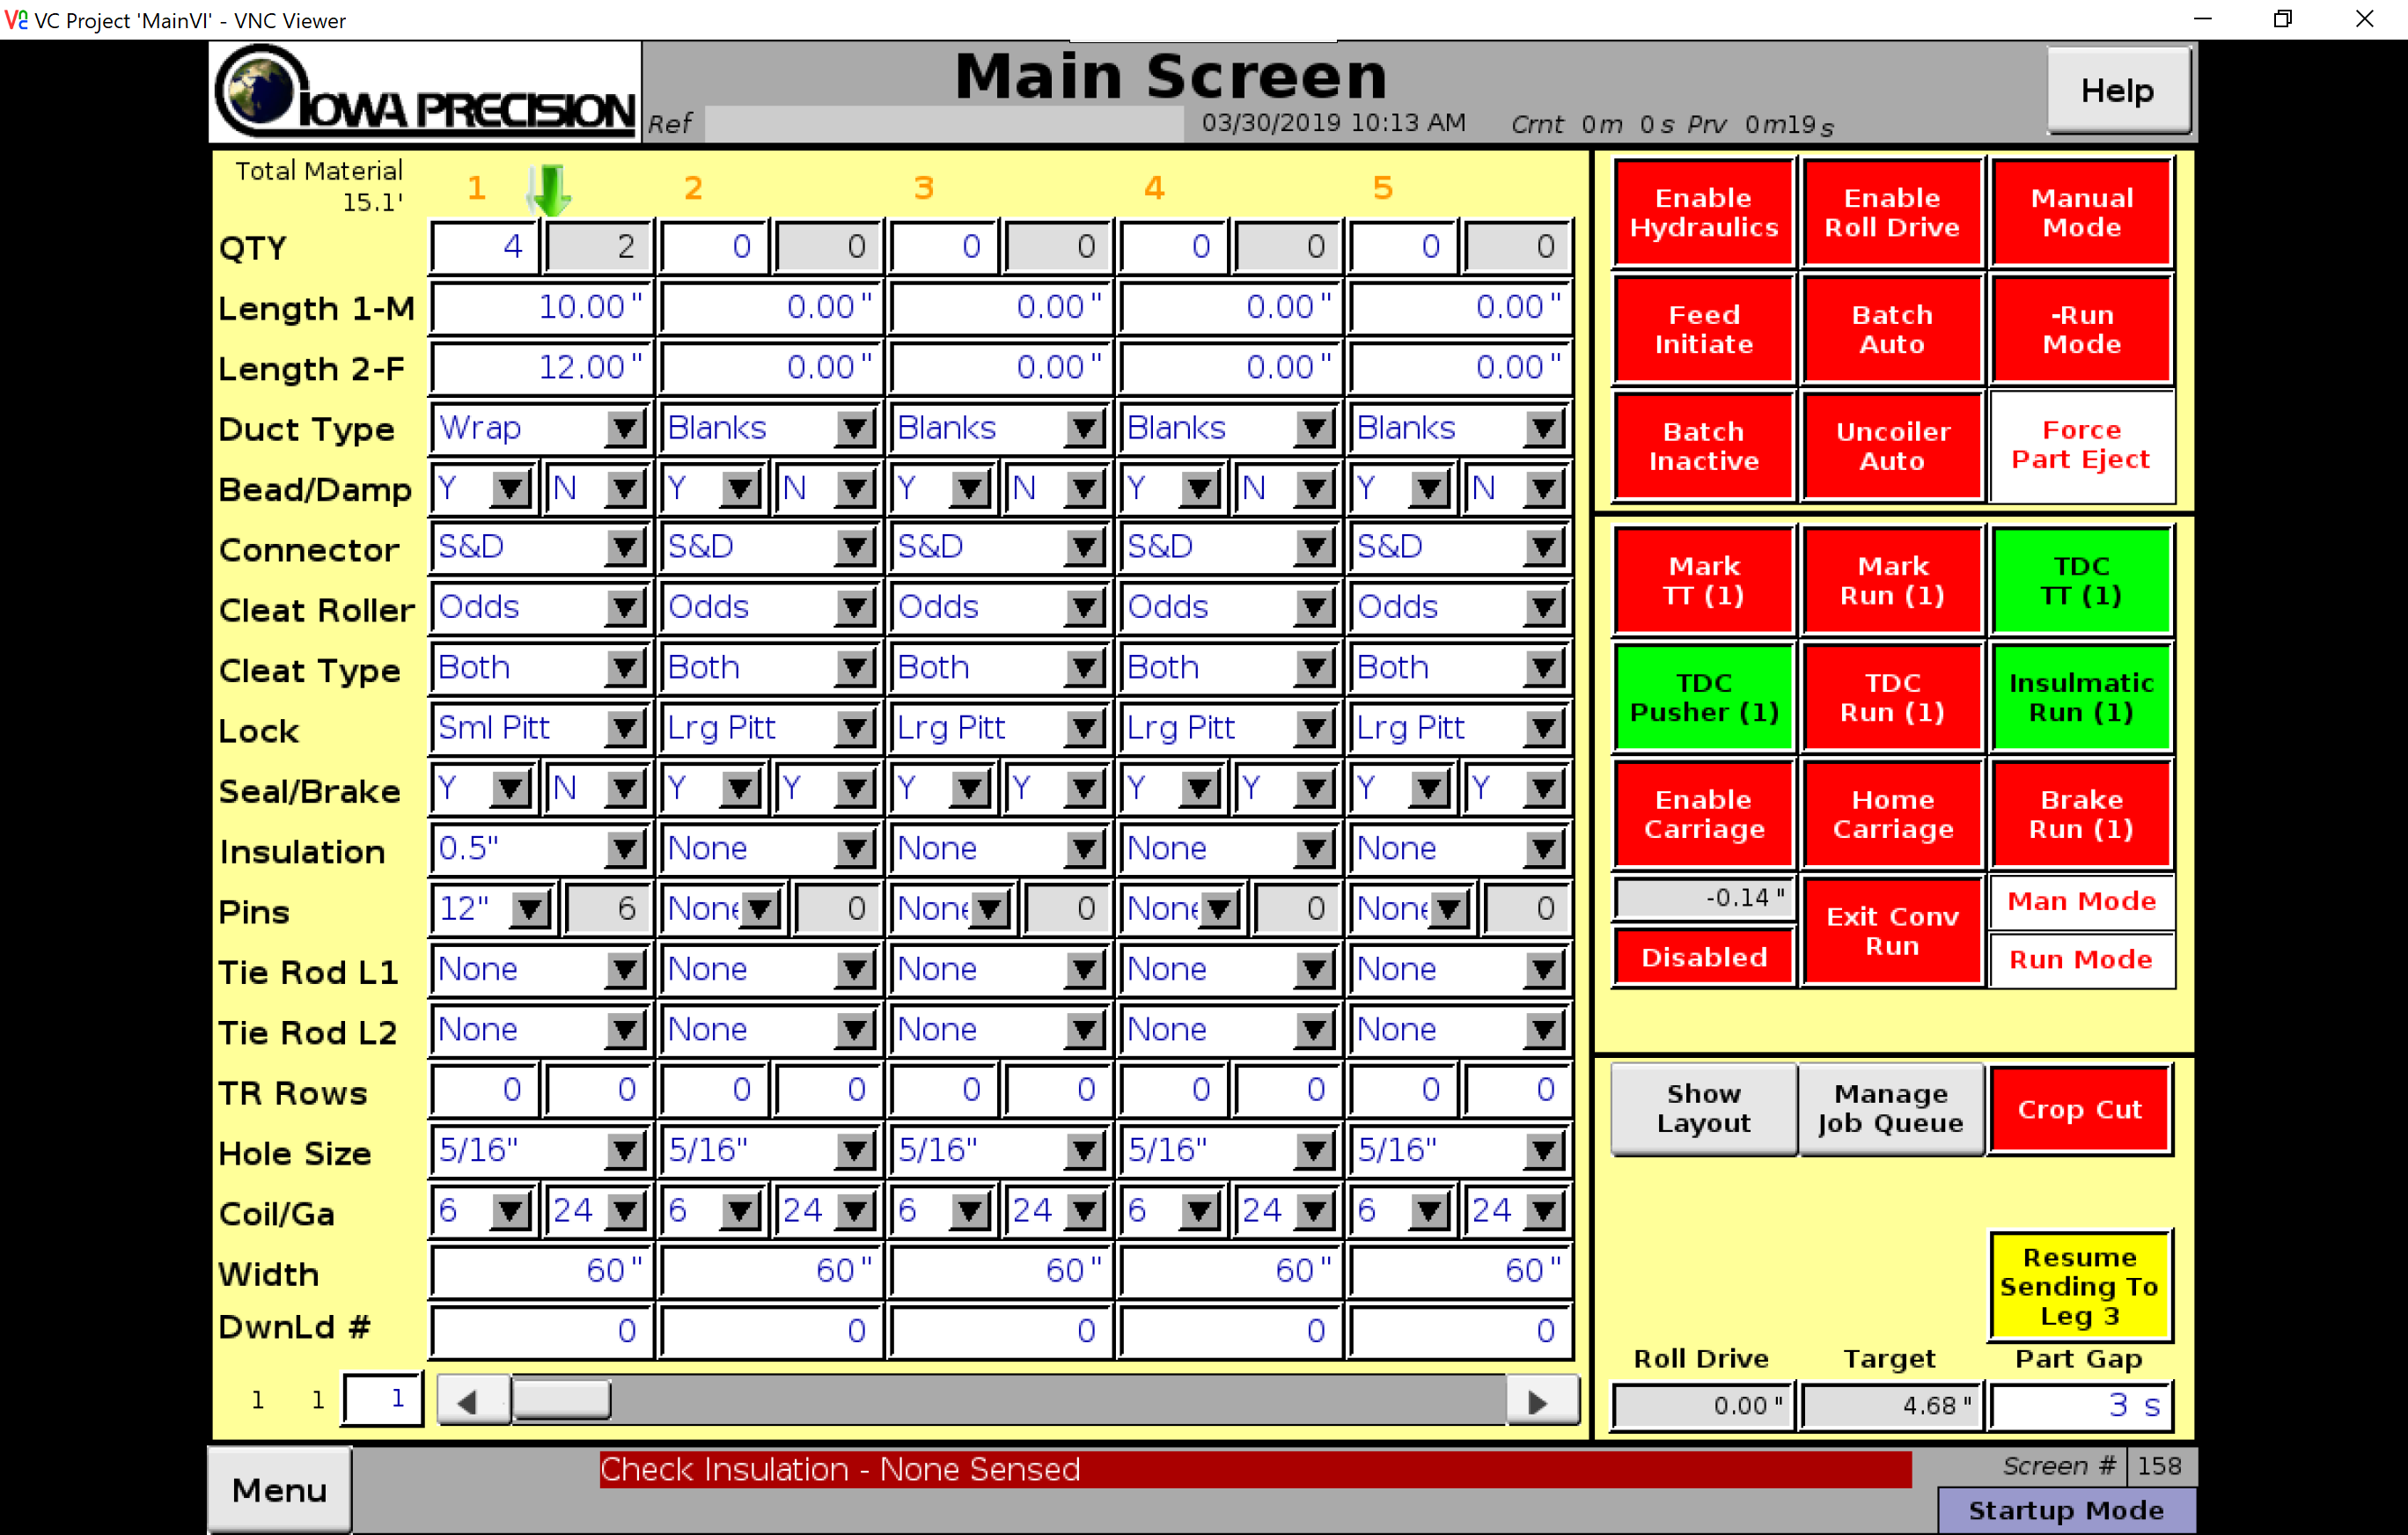 VC Project 'MainVI' - VNC Viewer
IOWA PRECISION
Main Screen
Help
Ref
03/30/2019 10:13 AM
Crnt 0m 0s Prv 0m19s
Total Material
15.1'
1 2 3 4 5
QTY 4 2 0 0 0 0 0 0 0 0
Length 1-M 10.00" 0.00" 0.00" 0.00" 0.00"
Length 2-F 12.00" 0.00" 0.00" 0.00" 0.00"
Duct Type Wrap Blanks Blanks Blanks Blanks
Bead/Damp Y N Y N Y N Y N Y N
Connector S&D S&D S&D S&D S&D
Cleat Roller Odds Odds Odds Odds Odds
Cleat Type Both Both Both Both Both
Lock Sml Pitt Lrg Pitt Lrg Pitt Lrg Pitt Lrg Pitt
Seal/Brake Y N Y Y Y Y Y Y Y Y
Insulation 0.5" None None None None
Pins 12" 6 None 0 None 0 None 0 None 0
Tie Rod L1 None None None None None
Tie Rod L2 None None None None None
TR Rows 0 0 0 0 0 0 0 0 0 0
Hole Size 5/16" 5/16" 5/16" 5/16" 5/16"
Coil/Ga 6 24 6 24 6 24 6 24 6 24
Width 60" 60" 60" 60" 60"
DwnLd # 0 0 0 0 0
1 1 1
Enable
Hydraulics
Enable
Roll Drive
Manual
Mode
Feed
Initiate
Batch
Auto
-Run
Mode
Batch
Inactive
Uncoiler
Auto
Force
Part Eject
Mark
TT (1)
Mark
Run (1)
TDC
TT (1)
TDC
Pusher (1)
TDC
Run (1)
Insulmatic
Run (1)
Enable
Carriage
Home
Carriage
Brake
Run (1)
-0.14"
Disabled
Exit Conv
Run
Man Mode
Run Mode
Show
Layout
Manage
Job Queue
Crop Cut
Resume
Sending To
Leg 3
Roll Drive Target Part Gap
0.00" 4.68" 3 s
Menu
Check Insulation - None Sensed
Screen # 158
Startup Mode